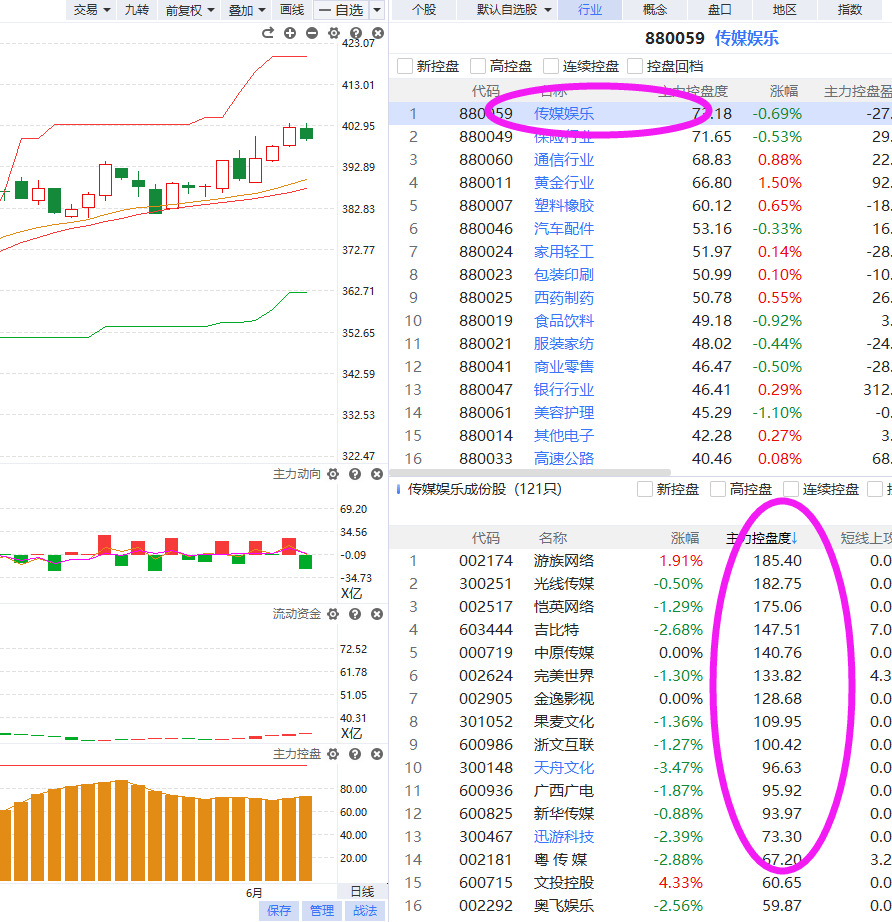 交易 九转 前复权 叠加 画线 自选
423.07
413.01
402.95
392.89
382.83
372.77
362.71
352.65
342.59
332.53
322.47
主力动向
69.20
34.56
-0.09
-34.73
X亿
流动资金
72.52
61.78
51.05
40.31
X亿
主力控盘
80.00
60.00
40.00
20.00
6月 日线
保存 管理 战法
个股 默认自选股 行业 概念 盘口 地区 指数
880059 传媒娱乐
新控盘 高控盘 连续控盘 控盘回档
代码 名称 主力控盘度 涨幅 主力控盘盈
1 880059 传媒娱乐 73.18 -0.69% -27.
2 880049 保险行业 71.65 -0.53% 29.
3 880060 通信行业 68.83 0.88% 22.
4 880011 黄金行业 66.80 1.50% 92.
5 880007 塑料橡胶 60.12 0.65% -18.
6 880046 汽车配件 53.16 -0.33% 16.
7 880024 家用轻工 51.97 0.14% -28.
8 880023 包装印刷 50.99 0.10% -10.
9 880025 西药制药 50.78 0.55% 26.
10 880019 食品饮料 49.18 -0.92% 3.
11 880021 服装家纺 48.02 -0.44% -24.
12 880041 商业零售 46.47 -0.50% -28.
13 880047 银行行业 46.41 0.29% 312.
14 880061 美容护理 45.29 -1.10% -0.
15 880014 其他电子 42.28 0.27% 3.
16 880033 高速公路 40.46 0.08% 68.
传媒娱乐成份股 (121只) 新控盘 高控盘 连续控盘
代码 名称 涨幅 主力控盘度↓ 短线上攻
1 002174 游族网络 1.91% 185.40 0.0
2 300251 光线传媒 -0.50% 182.75 0.0
3 002517 恺英网络 -1.29% 175.06 0.0
4 603444 吉比特 -2.68% 147.51 7.0
5 000719 中原传媒 0.00% 140.76 0.0
6 002624 完美世界 -1.30% 133.82 4.3
7 002905 金逸影视 0.00% 128.68 0.0
8 301052 果麦文化 -1.36% 109.95 0.0
9 600986 浙文互联 -1.27% 100.42 0.0
10 300148 天舟文化 -3.47% 96.63 0.0
11 600936 广西广电 -1.87% 95.92 0.0
12 600825 新华传媒 -0.88% 93.97 0.0
13 300467 迅游科技 -2.39% 73.30 0.0
14 002181 粤 传 媒 -2.88% 67.20 3.2
15 600715 文投控股 4.33% 60.65 0.0
16 002292 奥飞娱乐 -2.56% 59.87 0.0